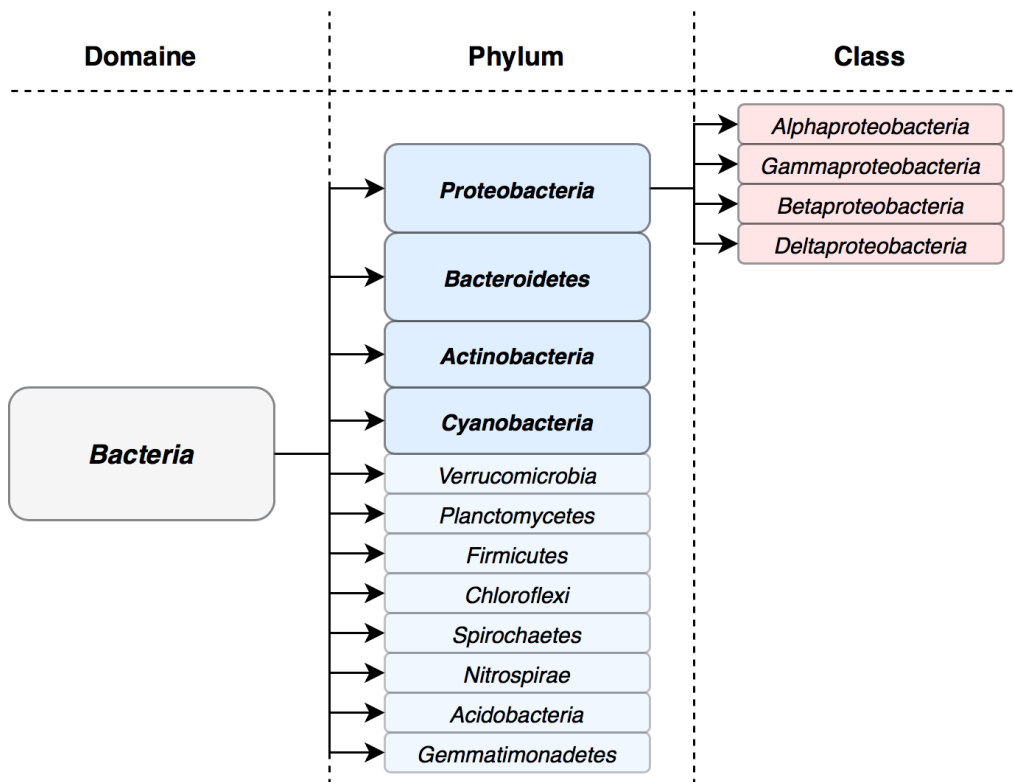 Domaine
Phylum
Class
Bacteria
Proteobacteria
Bacteroidetes
Actinobacteria
Cyanobacteria
Verrucomicrobia
Planctomycetes
Firmicutes
Chloroflexi
Spirochaetes
Nitrospirae
Acidobacteria
Gemmatimonadetes
Alphaproteobacteria
Gammaproteobacteria
Betaproteobacteria
Deltaproteobacteria